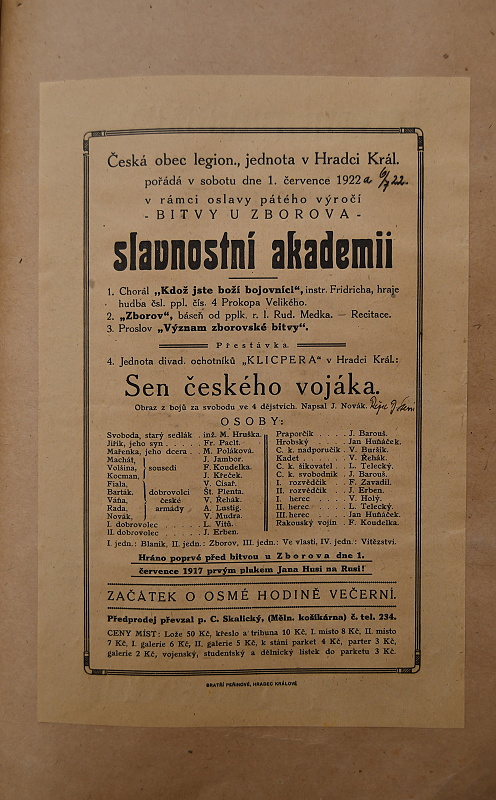 Česká obec legion., jednota v Hradci Král.
pořádá v sobotu dne 1. července 1922 a 6/7 22.
v rámci oslavy pátého výročí
- BITVY U ZBOROVA -
slavnostní akademii
1. Chorál „Kdož jste boží bojovníci“, instr. Fridricha, hraje
hudba čsl. ppl. čís. 4 Prokopa Velikého.
2. „Zborov“, báseň od pplk. r. l. Rud. Medka. — Recitace.
3. Proslov „Význam zborovské bitvy“.
Přestávka.
4. Jednota divad. ochotníků „KLICPERA“ v Hradci Král.:
Sen českého vojáka.
Obraz z bojů za svobodu ve 4 dějstvích. Napsal J. Novák.
OSOBY:
Svoboda, starý sedlák . inž. M. Hruška.
Jiřík, jeho syn . . . . Fr. Paclt.
Mařenka, jeho dcera . . M. Poláková.
Machát, J. Jambor.
Volšina, sousedi F. Koudelka.
Kocman, J. Křeček.
Fiala, V. Císař.
Barták, dobrovolci Št. Plenta.
Váňa, české V. Řehák.
Rada, armády A. Lustig.
Novák, V. Mudra.
I. dobrovolec . . . . . L. Vítů.
II. dobrovolec . . . . . J. Erben.
Praporčík . . . . J. Barouš.
Hrobský . . . . Jan Huňáček.
C. k. nadporučík . V. Buršík.
Kadet . . . . . V. Řehák.
C. k. šikovatel . . L. Telecký.
C. k. svobodník . J. Barouš.
I. rozvědčík . . F. Zavadil.
II. rozvědčík . . J. Erben.
I. herec . . . . V. Holý.
II. herec . . . . L. Telecký.
III. herec . . . . Jan Huňáček.
Rakouský vojín . F. Koudelka.
I. jedn.: Blaník, II. jedn.: Zborov, III. jedn.: Ve vlasti, IV. jedn.: Vítězství.
Hráno poprvé před bitvou u Zborova dne 1.
července 1917 prvým plukem Jana Husi na Rusi!
ZAČÁTEK O OSMÉ HODINĚ VEČERNÍ.
Předprodej převzal p. C. Skalický, (Měln. košikárna) č. tel. 234.
CENY MÍST: Lože 50 Kč, křeslo a tribuna 10 Kč, I. místo 8 Kč, II. místo
7 Kč, I. galerie 6 Kč, II. galerie 5 Kč, k stání parket 4 Kč, parter 3 Kč,
galerie 2 Kč, vojenský, studentský a dělnický lístek do parketu 3 Kč.
BRATŘÍ PEŘINOVÉ, HRADEC KRÁLOVÉ